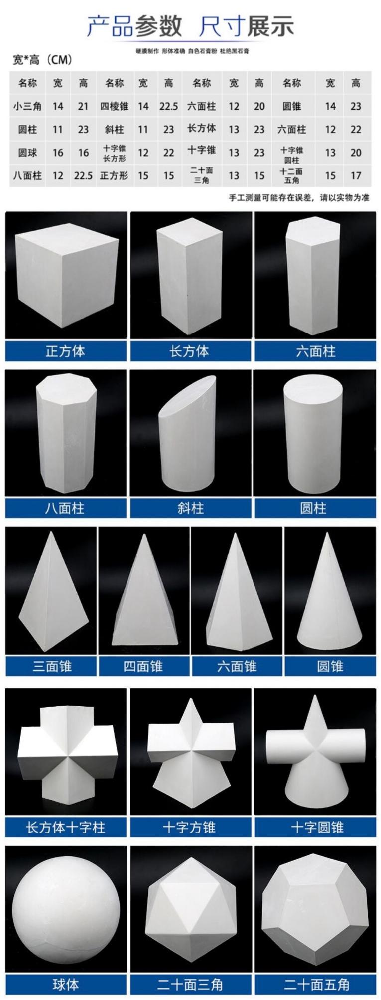 产品参数 尺寸展示
硬膜制作 形体准确 白色石膏粉 杜绝黑石膏
宽*高（CM）
名称 宽 高 名称 宽 高 名称 宽 高 名称 宽 高
小三角 14 21 四棱锥 14 22.5 六面柱 12 20 圆锥 14 23
圆柱 11 23 斜柱 11 23 长方体 13 23 六面柱 12 22
圆球 16 16 十字锥长方形 12 22 十字锥 13 23 十字锥圆柱 13 20
八面柱 12 22.5 正方形 15 15 二十面三角 13 15 十二面五角 15 17
手工测量可能存在误差，请以实物为准
正方体 长方体 六面柱
八面柱 斜柱 圆柱
三面锥 四面锥 六面锥 圆锥
长方体十字柱 十字方锥 十字圆锥
球体 二十面三角 二十面五角